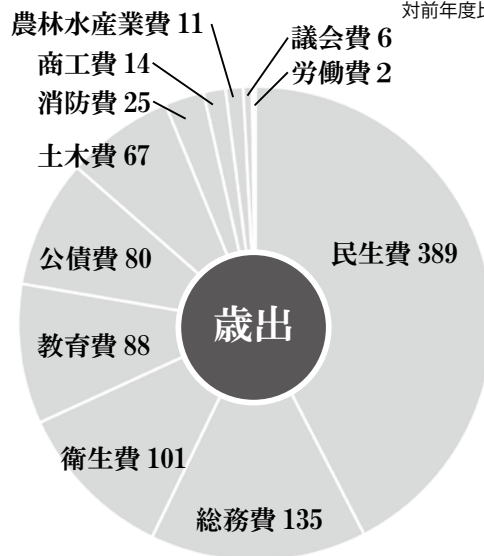 対前年度比
農林水産業費 11
議会費 6
商工費 14
労働費 2
消防費 25
土木費 67
民生費 389
公債費 80
歳出
教育費 88
衛生費 101
総務費 135